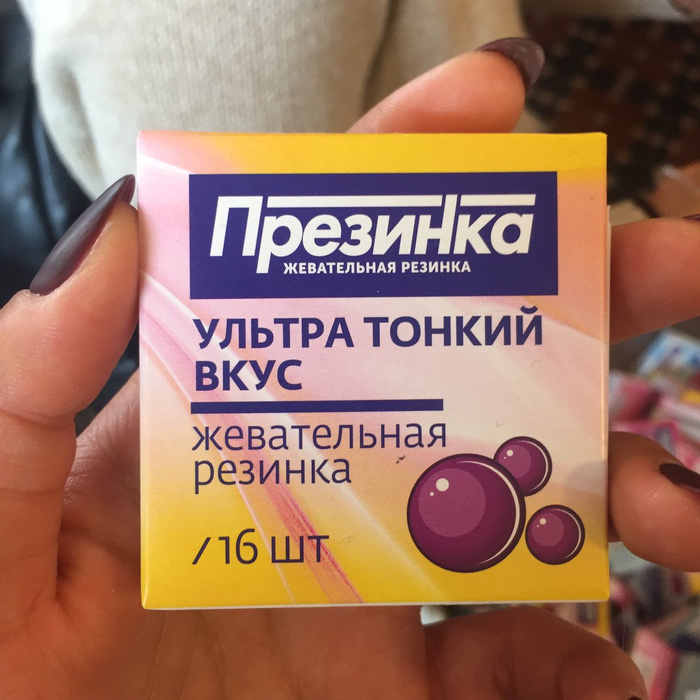 Презинка
ЖЕВАТЕЛЬНАЯ РЕЗИНКА
УЛЬТРА ТОНКИЙ
ВКУС
жевательная
резинка
/16 шт